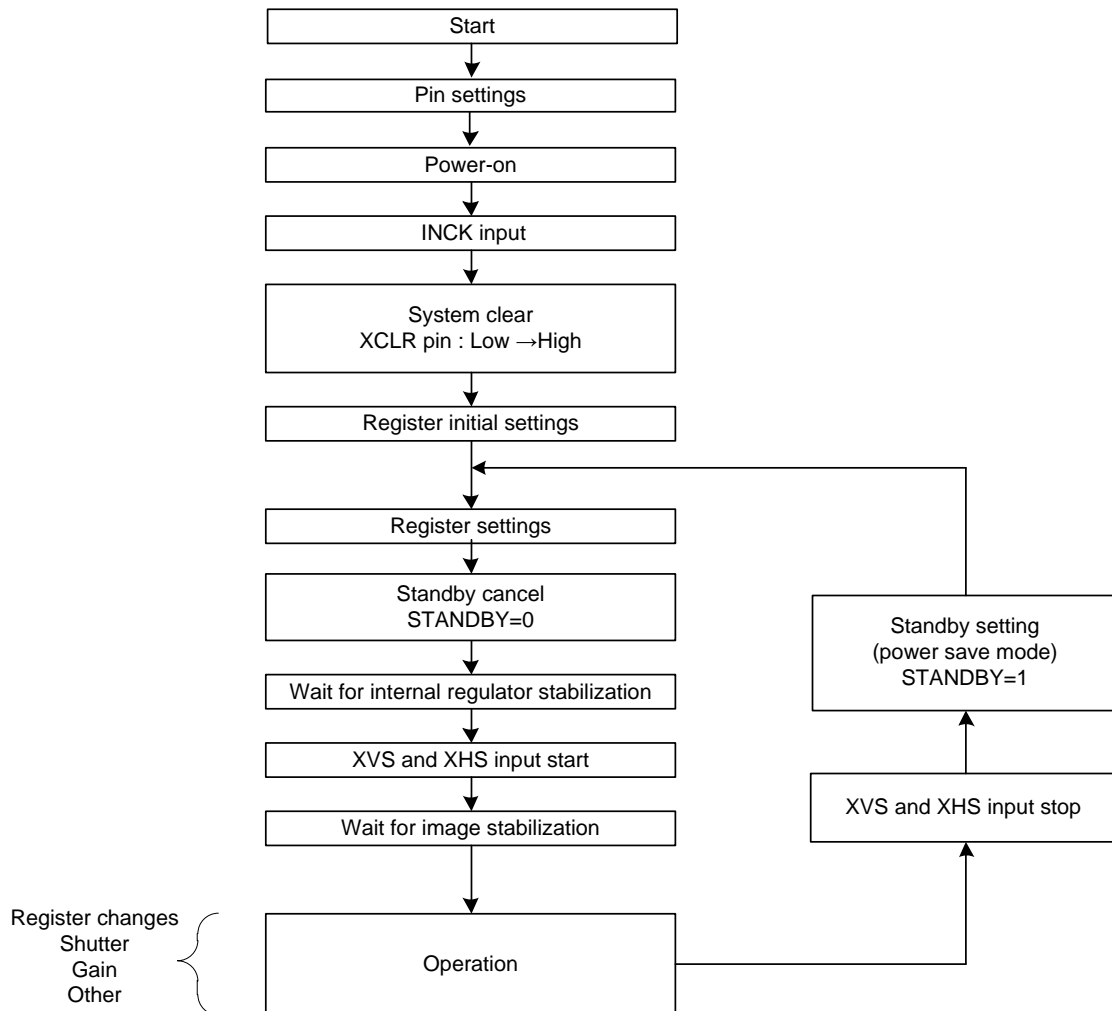 Start
Pin settings
Power-on
INCK input
System clear
XCLR pin : Low →High
Register initial settings
Register settings
Standby cancel
STANDBY=0
Wait for internal regulator stabilization
XVS and XHS input start
Wait for image stabilization
Operation
Register changes
Shutter
Gain
Other
Standby setting
(power save mode)
STANDBY=1
XVS and XHS input stop